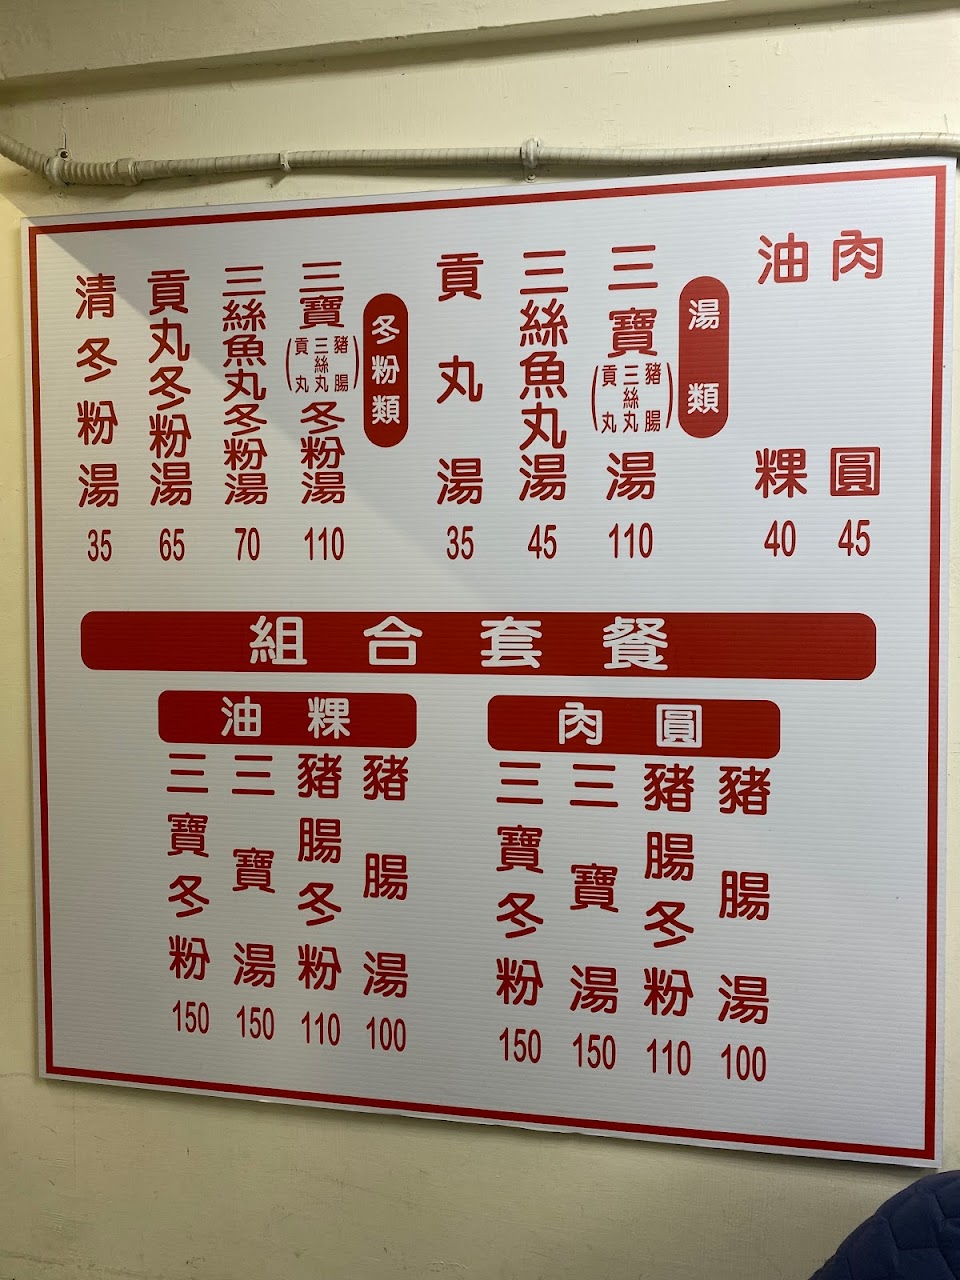 肉圓 45
油粿 40
湯類
三寶(豬腸三絲丸貢丸)湯 110
三絲魚丸湯 45
貢丸湯 35
冬粉類
三寶(豬腸三絲丸貢丸)冬粉湯 110
三絲魚丸冬粉湯 70
貢丸冬粉湯 65
清冬粉湯 35
組合套餐
肉圓
豬腸湯 100
豬腸冬粉 110
三寶湯 150
三寶冬粉 150
油粿
豬腸湯 100
豬腸冬粉 110
三寶湯 150
三寶冬粉 150